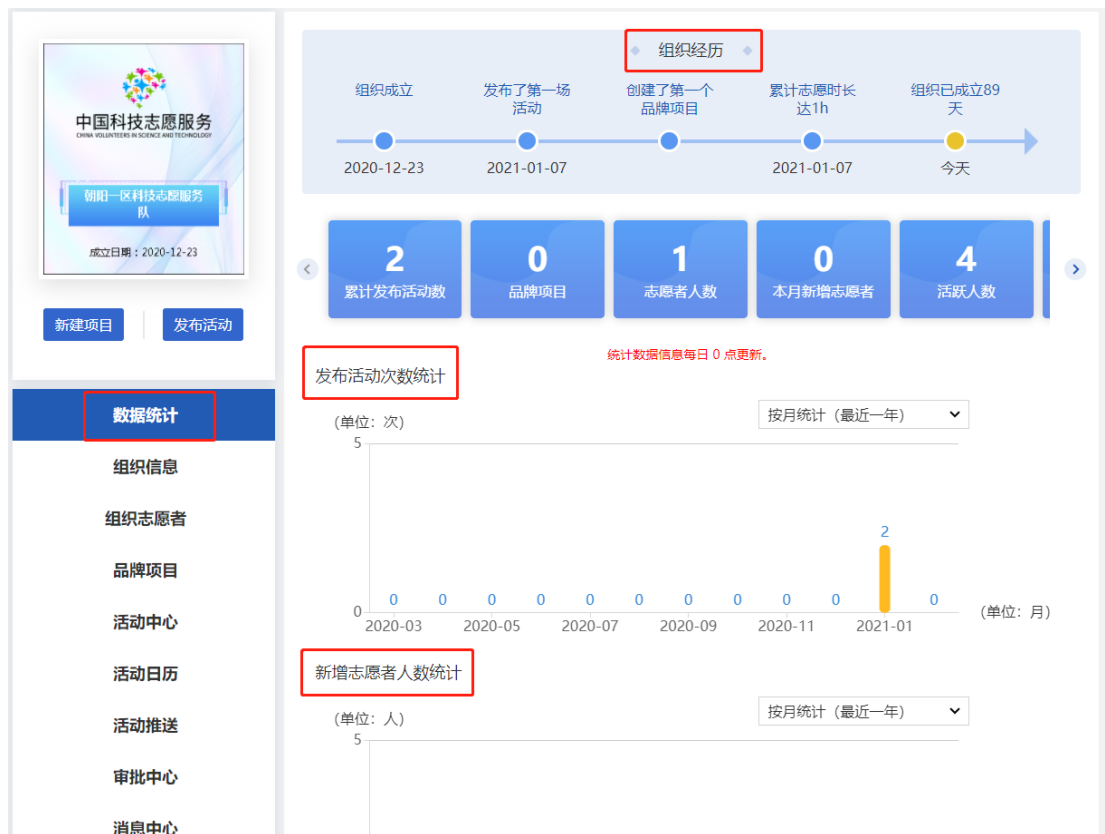 中国科技志愿服务
CHINA VOLUNTEERS IN SCIENCE AND TECHNOLOGY
朝阳一区科技志愿服务
队
成立日期：2020-12-23
新建项目
发布活动
数据统计
组织信息
组织志愿者
品牌项目
活动中心
活动日历
活动推送
审批中心
消息中心
组织经历
组织成立
发布了第一场
活动
创建了第一个
品牌项目
累计志愿时长
达1h
组织已成立89
天
2020-12-23
2021-01-07
2021-01-07
今天
2
累计发布活动数
0
品牌项目
1
志愿者人数
0
本月新增志愿者
4
活跃人数
统计数据信息每日 0 点更新。
发布活动次数统计
（单位：次）
按月统计（最近一年）
5
2
0 0 0 0 0 0 0 0 0 0 0
0
2020-03 2020-05 2020-07 2020-09 2020-11 2021-01
（单位：月）
新增志愿者人数统计
（单位：人）
按月统计（最近一年）
5